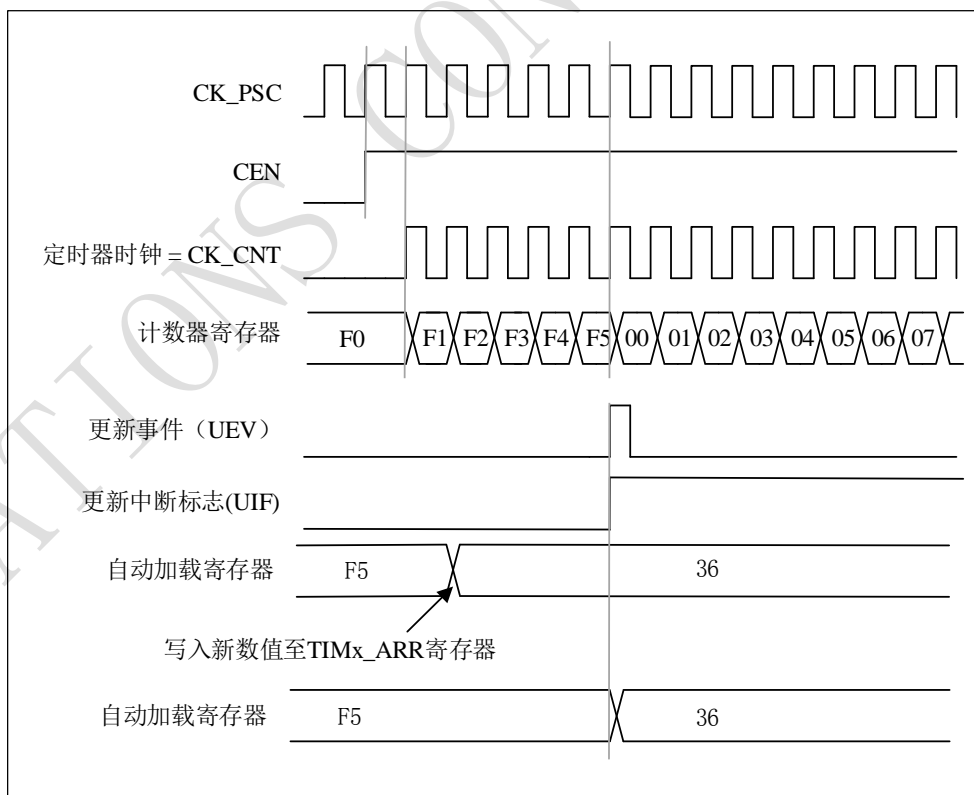 CK_PSC
CEN
定时器时钟 = CK_CNT
计数器寄存器 F0 F1 F2 F3 F4 F5 00 01 02 03 04 05 06 07
更新事件（UEV）
更新中断标志(UIF)
自动加载寄存器 F5 36
写入新数值至TIMx_ARR寄存器
自动加载寄存器 F5 36
ATIONS CON